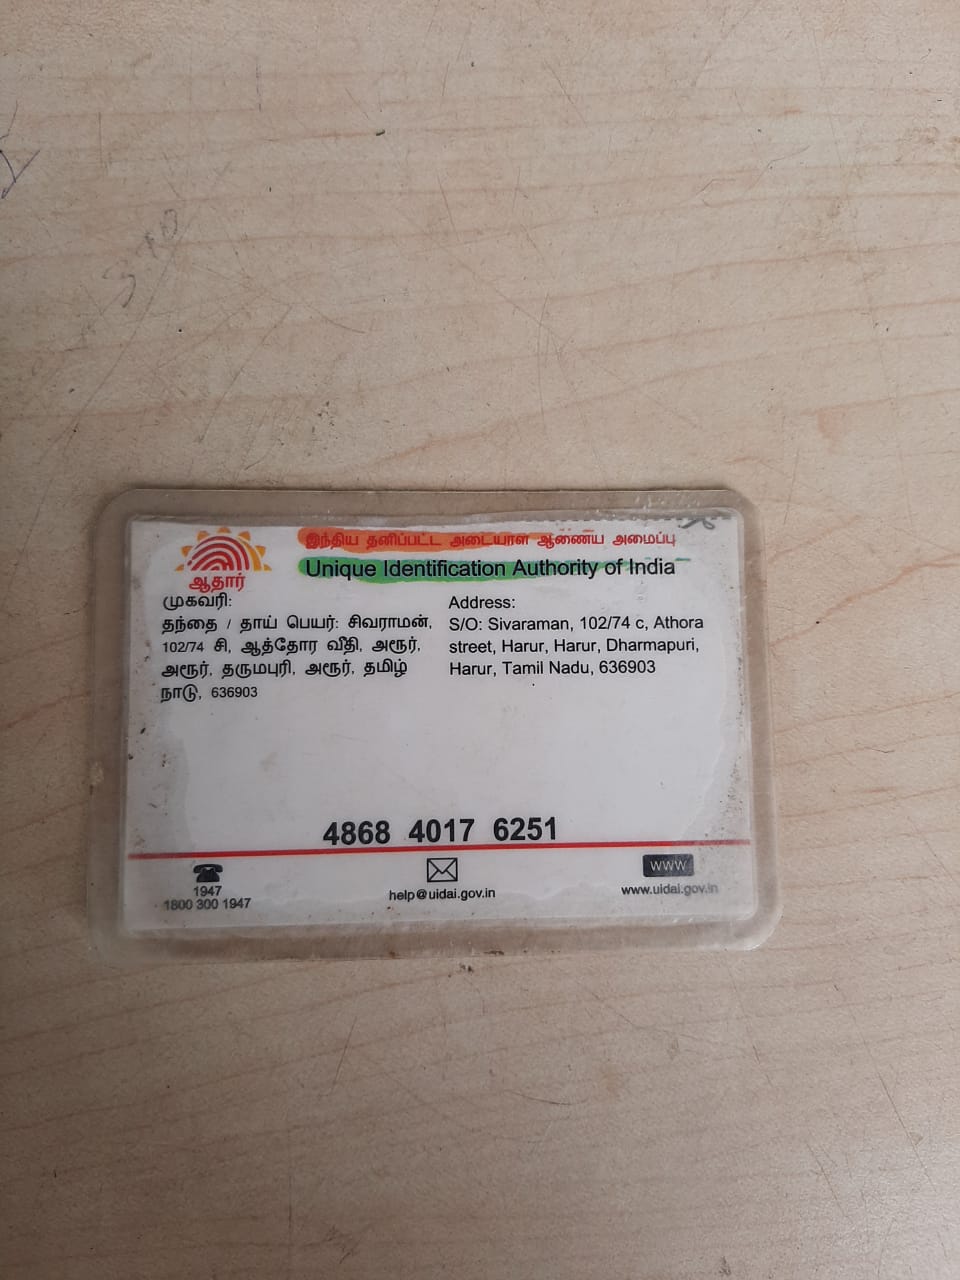 இந்திய தனிப்பட்ட அடையாள ஆணைய அமைப்பு
Unique Identification Authority of India
ஆதார்
முகவரி:
தந்தை / தாய் பெயர்: சிவராமன்,
102/74 சி, ஆத்தோர வீதி, அரூர்,
அரூர், தருமபுரி, அரூர், தமிழ்
நாடு, 636903
Address:
S/O: Sivaraman, 102/74 c, Athora
street, Harur, Harur, Dharmapuri,
Harur, Tamil Nadu, 636903
4868 4017 6251
1947
1800 300 1947
help@uidai.gov.in
WWW
www.uidai.gov.in